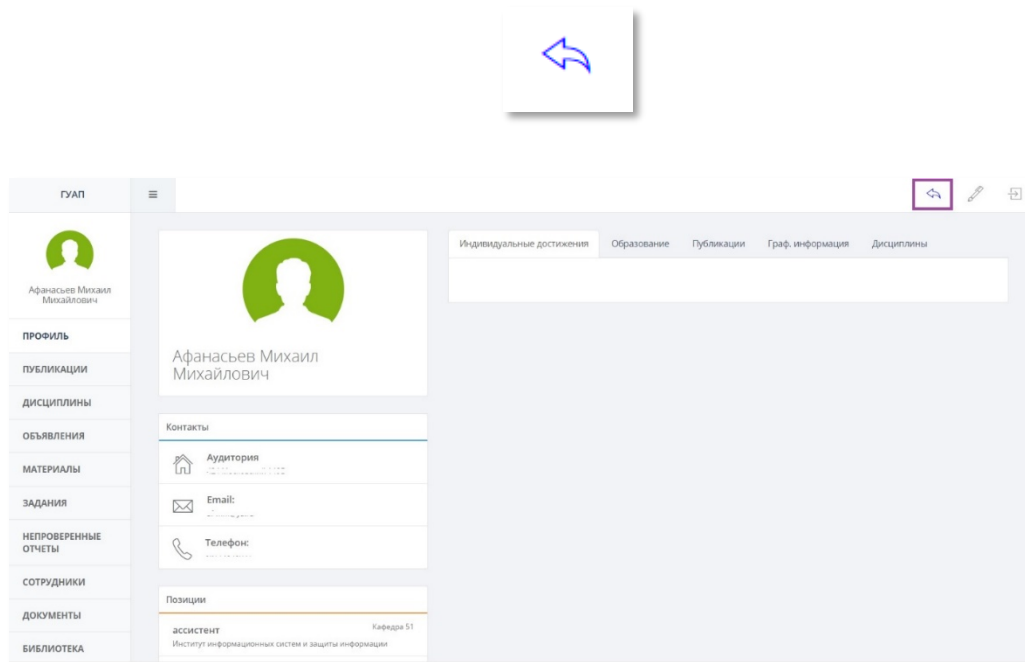 ГУАП
Афанасьев Михаил
Михайлович
ПРОФИЛЬ
ПУБЛИКАЦИИ
ДИСЦИПЛИНЫ
ОБЪЯВЛЕНИЯ
МАТЕРИАЛЫ
ЗАДАНИЯ
НЕПРОВЕРЕННЫЕ
ОТЧЕТЫ
СОТРУДНИКИ
ДОКУМЕНТЫ
БИБЛИОТЕКА
Афанасьев Михаил
Михайлович
Контакты
Аудитория
Email:
Телефон:
Позиции
ассистент Кафедра 51
Институт информационных систем и защиты информации
Индивидуальные достижения Образование Публикации Граф. информация Дисциплины